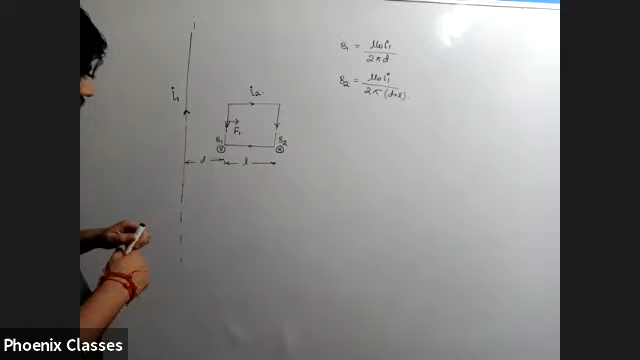 B₁ = μ₀i₁ / 2πd
B₂ = μ₀i₁ / 2π(d+l).
i₁
i₂.
F₁
B₁
B₂
d
l
Phoenix Classes